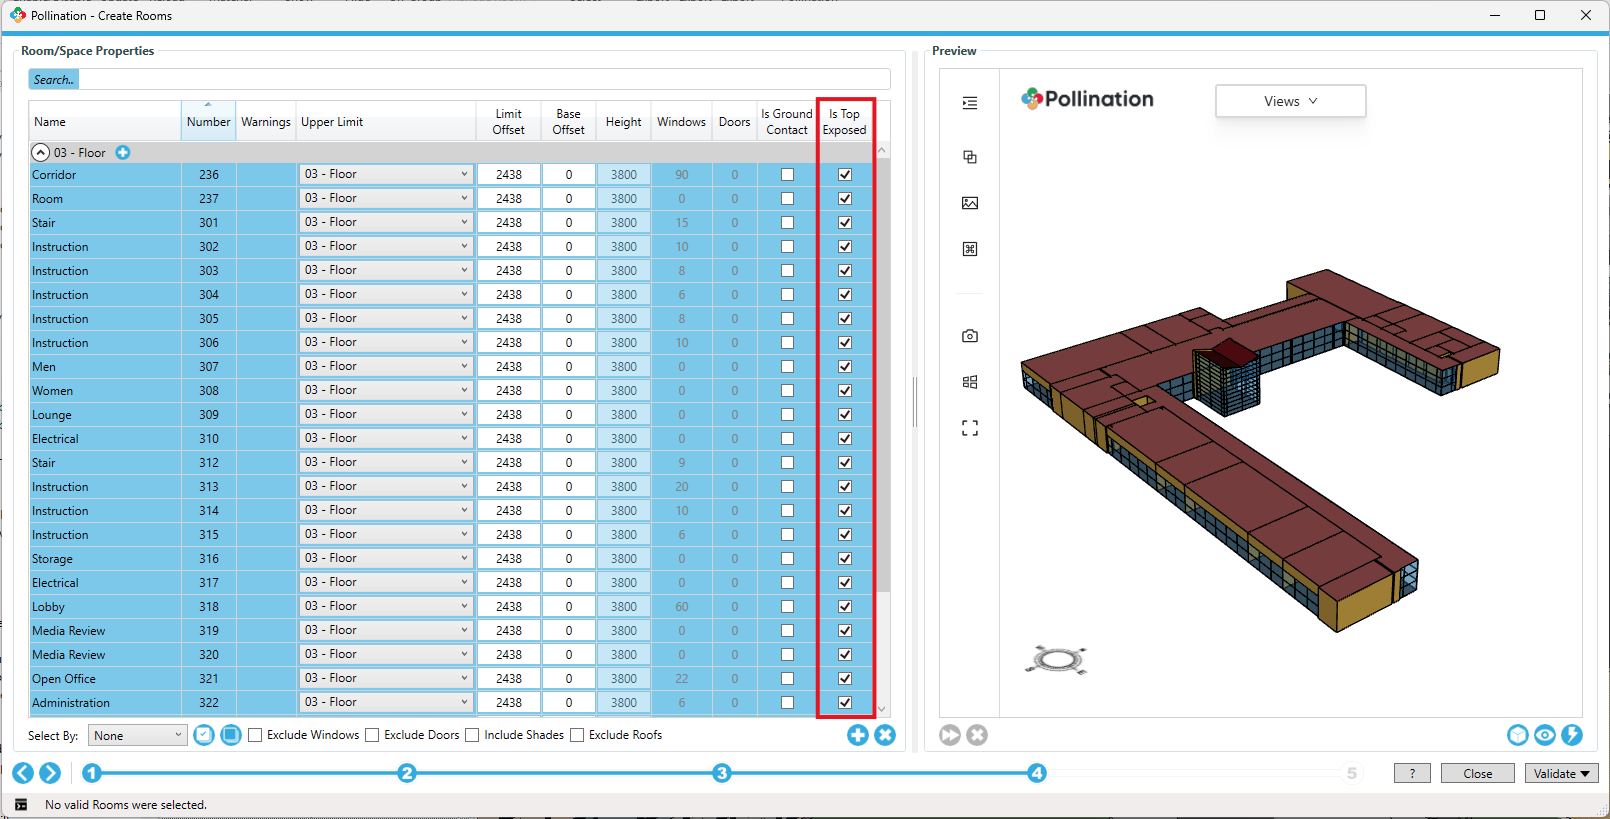 Pollination - Create Rooms
Room/Space Properties
Search..
Name Number Warnings Upper Limit Limit Offset Base Offset Height Windows Doors Is Ground Contact Is Top Exposed
03 - Floor
Corridor 236 03 - Floor 2438 0 3800 90 0
Room 237 03 - Floor 2438 0 3800 0 0
Stair 301 03 - Floor 2438 0 3800 15 0
Instruction 302 03 - Floor 2438 0 3800 10 0
Instruction 303 03 - Floor 2438 0 3800 8 0
Instruction 304 03 - Floor 2438 0 3800 6 0
Instruction 305 03 - Floor 2438 0 3800 8 0
Instruction 306 03 - Floor 2438 0 3800 10 0
Men 307 03 - Floor 2438 0 3800 0 0
Women 308 03 - Floor 2438 0 3800 0 0
Lounge 309 03 - Floor 2438 0 3800 0 0
Electrical 310 03 - Floor 2438 0 3800 0 0
Stair 312 03 - Floor 2438 0 3800 9 0
Instruction 313 03 - Floor 2438 0 3800 20 0
Instruction 314 03 - Floor 2438 0 3800 10 0
Instruction 315 03 - Floor 2438 0 3800 6 0
Storage 316 03 - Floor 2438 0 3800 0 0
Electrical 317 03 - Floor 2438 0 3800 0 0
Lobby 318 03 - Floor 2438 0 3800 60 0
Media Review 319 03 - Floor 2438 0 3800 0 0
Media Review 320 03 - Floor 2438 0 3800 0 0
Open Office 321 03 - Floor 2438 0 3800 22 0
Administration 322 03 - Floor 2438 0 3800 6 0
Select By: None Exclude Windows Exclude Doors Include Shades Exclude Roofs
Preview
Pollination
Views
1 2 3 4 5
? Close Validate
No valid Rooms were selected.